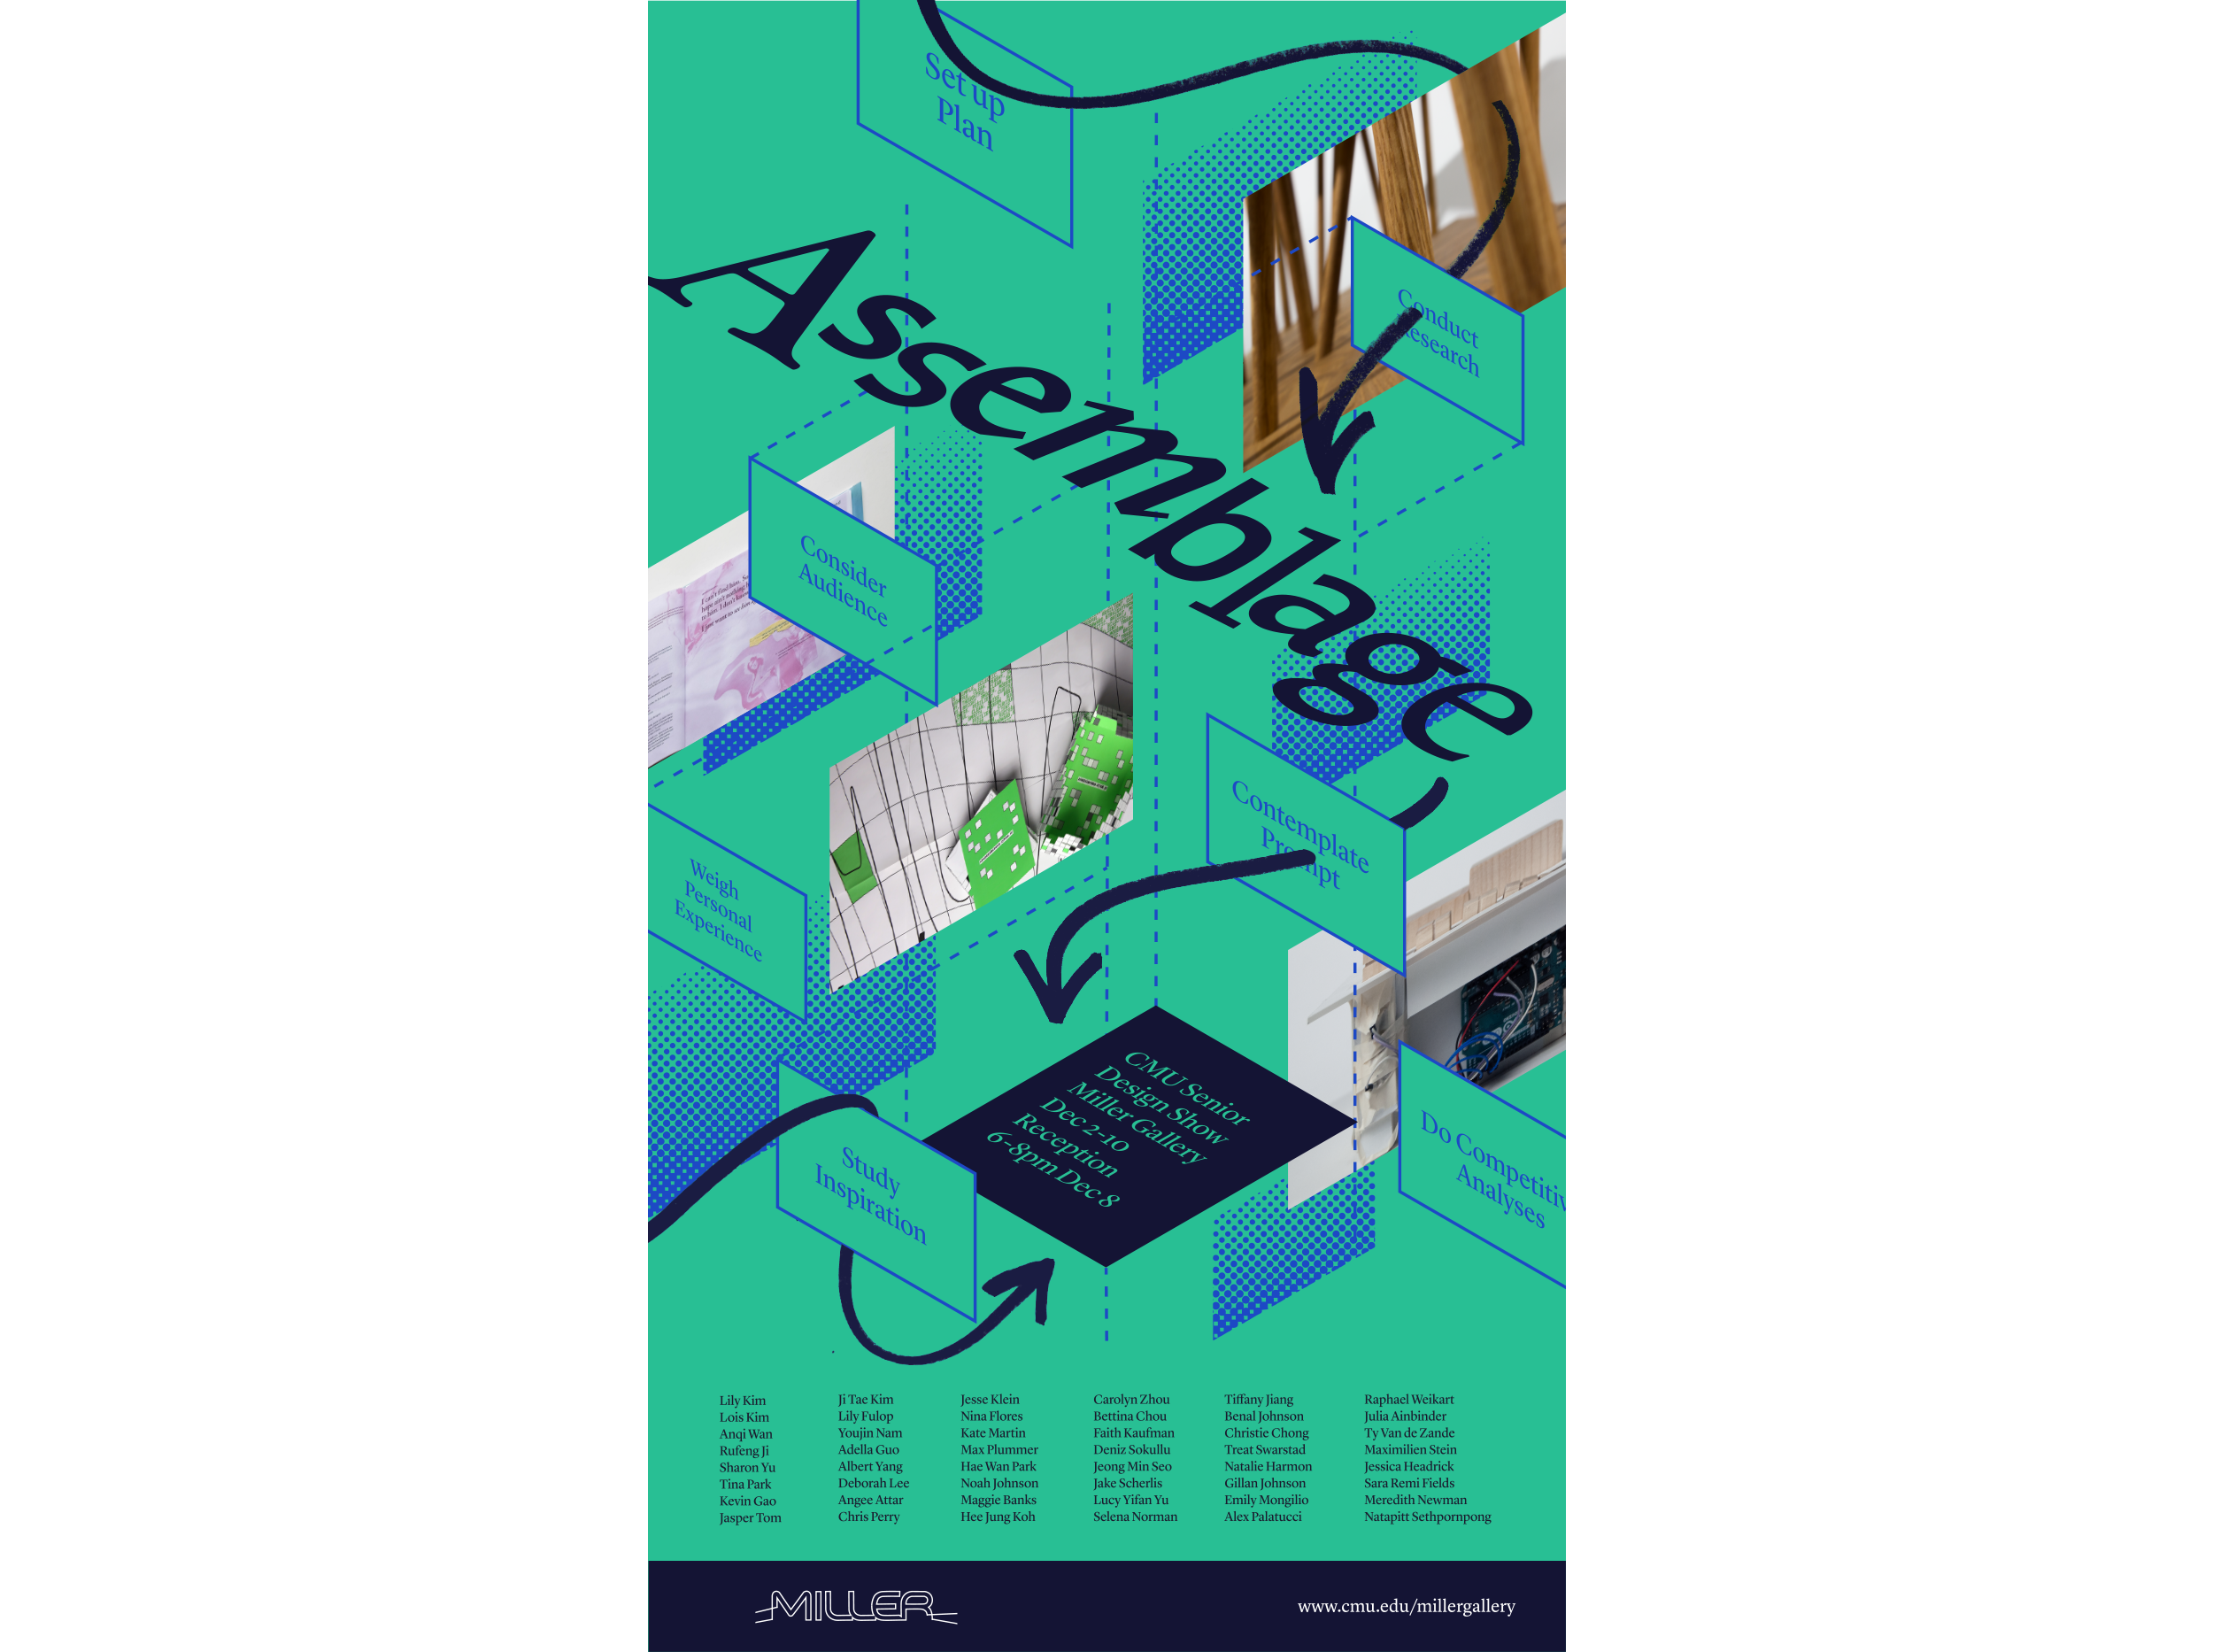 Set up
Plan
Assemblage
Conduct
Research
Consider
Audience
Contemplate
Prompt
Weigh
Personal
Experience
CMU Senior
Design Show
Miller Gallery
Dec 2-10
Reception
6-8pm Dec 8
Study
Inspiration
Do Competitiv
Analyses
Lily Kim
Lois Kim
Anqi Wan
Rufeng Ji
Sharon Yu
Tina Park
Kevin Gao
Jasper Tom
Ji Tae Kim
Lily Fulop
Youjin Nam
Adella Guo
Albert Yang
Deborah Lee
Angee Attar
Chris Perry
Jesse Klein
Nina Flores
Kate Martin
Max Plummer
Hae Wan Park
Noah Johnson
Maggie Banks
Hee Jung Koh
Carolyn Zhou
Bettina Chou
Faith Kaufman
Deniz Sokullu
Jeong Min Seo
Jake Scherlis
Lucy Yifan Yu
Selena Norman
Tiffany Jiang
Benal Johnson
Christie Chong
Treat Swarstad
Natalie Harmon
Gillan Johnson
Emily Mongilio
Alex Palatucci
Raphael Weikart
Julia Ainbinder
Ty Van de Zande
Maximilien Stein
Jessica Headrick
Sara Remi Fields
Meredith Newman
Natapitt Sethpornpong
MILLER
www.cmu.edu/millergallery